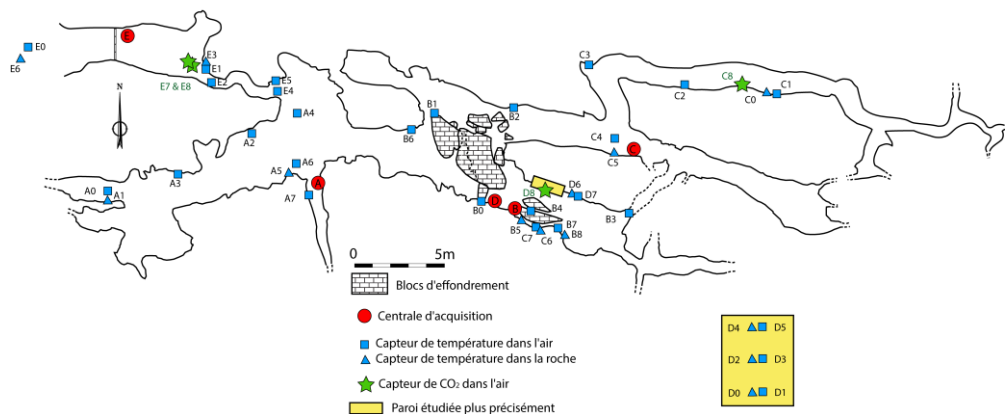 E
E0
E6
E3
E1
E2
E7 & E8
E5
E4
N
A4
A2
A6
A5
A3
A0
A1
A
A7
B1
B6
B2
C3
C2
C8
C0
C1
C4
C5
C
D6
D7
D8
B0
D
B
B4
B3
B5
B7
C7
C6
B8
0 5m
Blocs d'effondrement
Centrale d'acquisition
Capteur de température dans l'air
Capteur de température dans la roche
Capteur de CO2 dans l'air
Paroi étudiée plus précisément
D4 D5
D2 D3
D0 D1